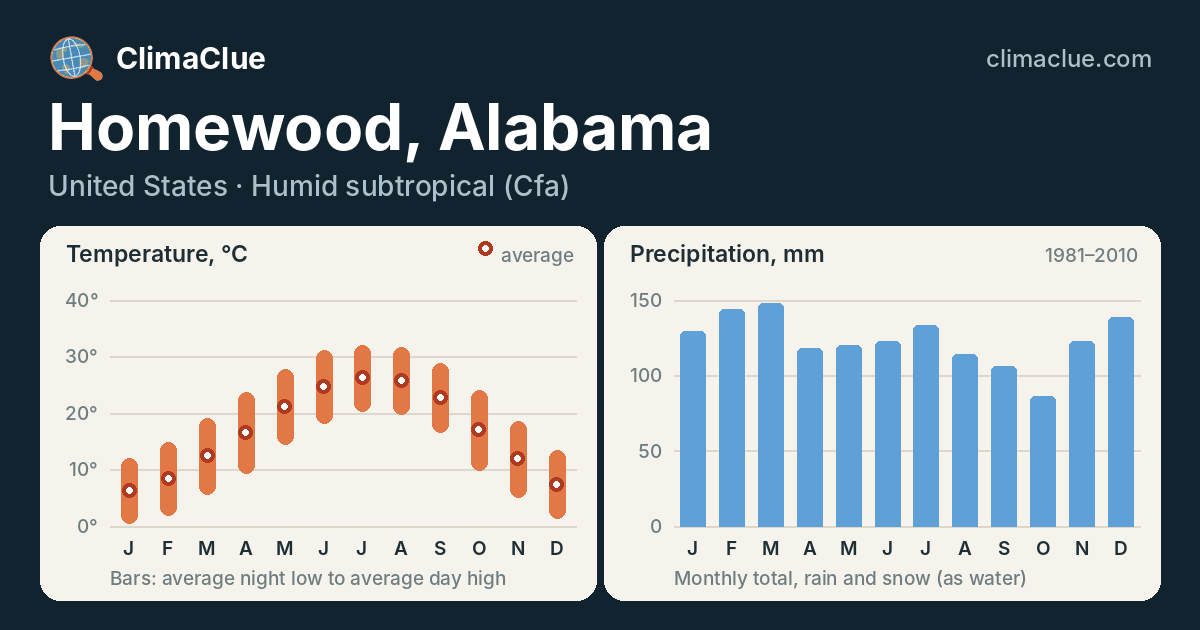 ClimaClue
climaclue.com
Homewood, Alabama
United States · Humid subtropical (Cfa)
Temperature, °C
average
40°
30°
20°
10°
0°
J F M A M J J A S O N D
Bars: average night low to average day high
Precipitation, mm
1981–2010
150
100
50
0
J F M A M J J A S O N D
Monthly total, rain and snow (as water)